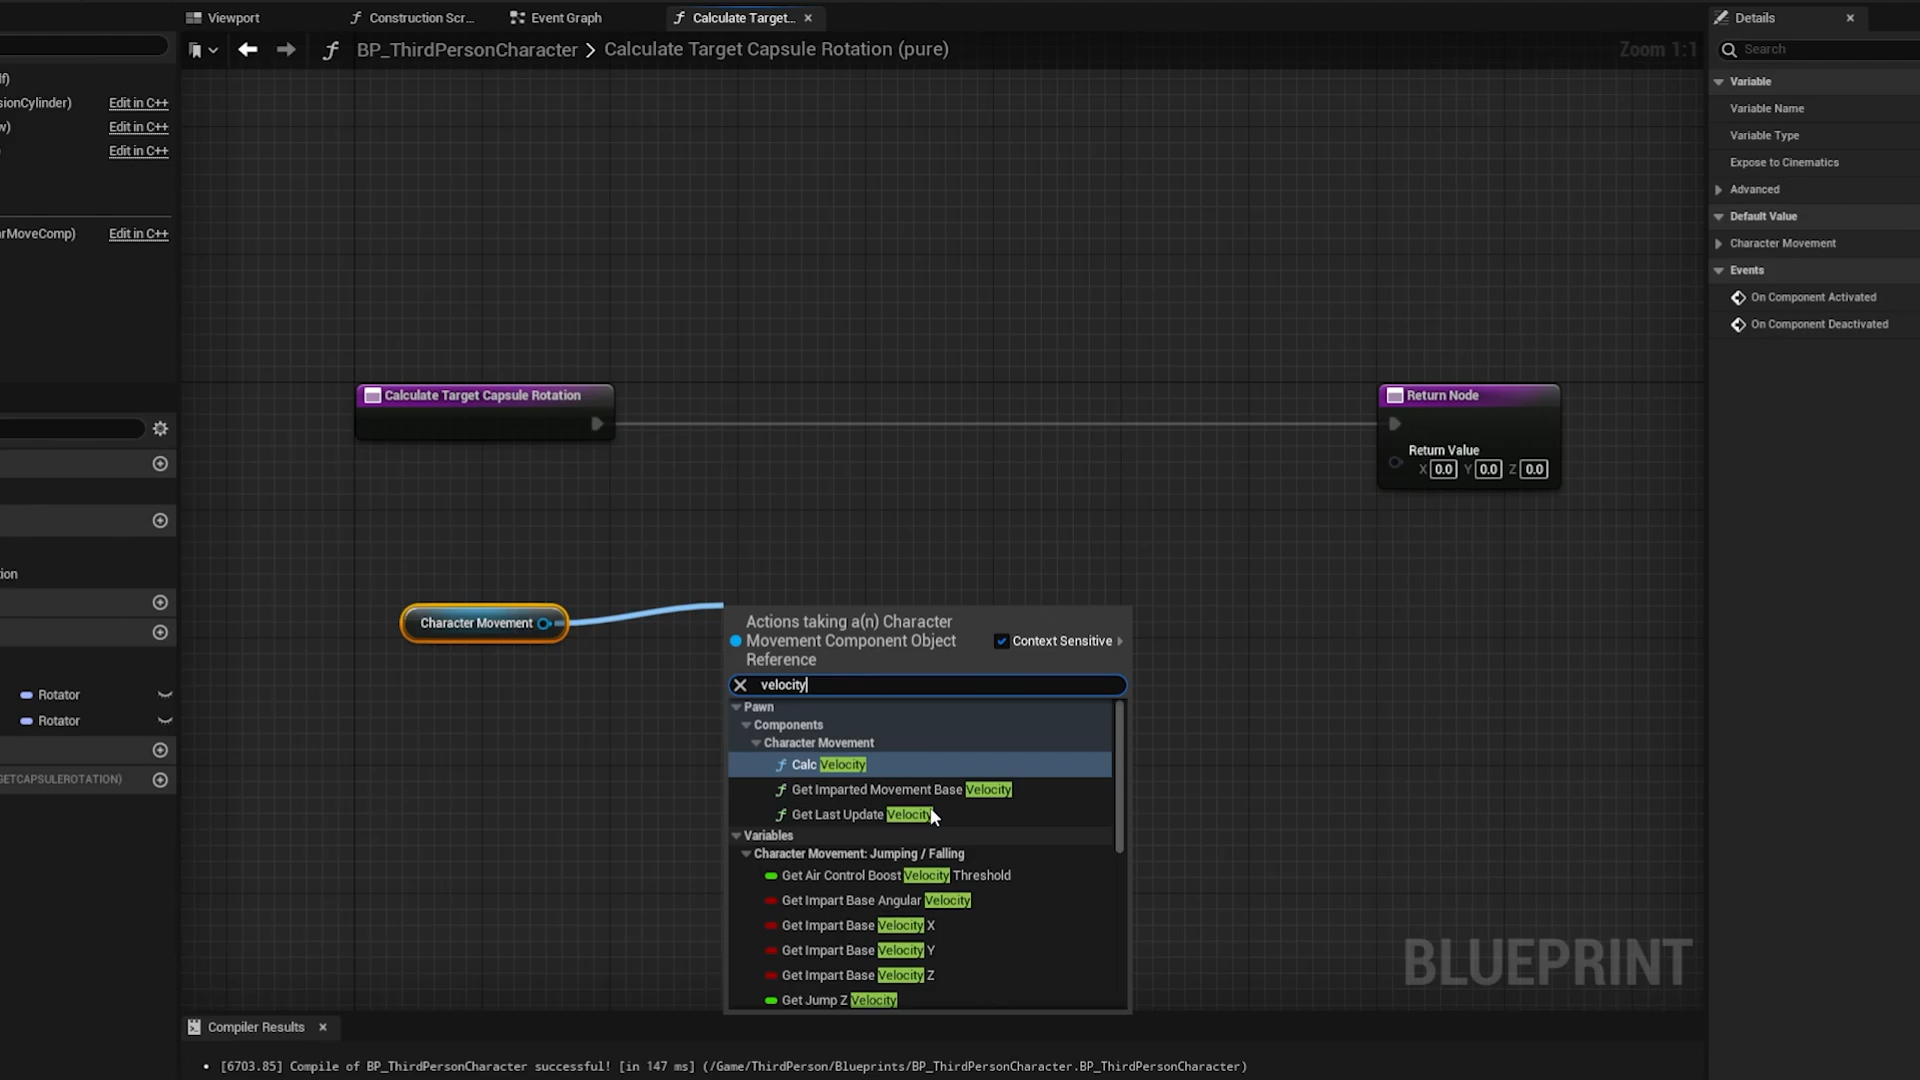 Viewport
Construction Scr...
Event Graph
Calculate Target...
Details
BP_ThirdPersonCharacter > Calculate Target Capsule Rotation (pure)
Zoom 1:1
Search
lf)
sionCylinder) Edit in C++
w) Edit in C++
Edit in C++
arMoveComp) Edit in C++
Variable
Variable Name
Variable Type
Expose to Cinematics
Advanced
Default Value
Character Movement
Events
On Component Activated
On Component Deactivated
Calculate Target Capsule Rotation
Return Node
Return Value
X 0.0 Y 0.0 Z 0.0
tion
Rotator
Rotator
GETCAPSULEROTATION)
Character Movement
Actions taking a(n) Character
Movement Component Object
Reference
Context Sensitive
velocity
Pawn
Components
Character Movement
Calc Velocity
Get Imparted Movement Base Velocity
Get Last Update Velocity
Variables
Character Movement: Jumping / Falling
Get Air Control Boost Velocity Threshold
Get Impart Base Angular Velocity
Get Impart Base Velocity X
Get Impart Base Velocity Y
Get Impart Base Velocity Z
Get Jump Z Velocity
BLUEPRINT
Compiler Results
[6703.85] Compile of BP_ThirdPersonCharacter successful! [in 147 ms] (/Game/ThirdPerson/Blueprints/BP_ThirdPersonCharacter.BP_ThirdPersonCharacter)